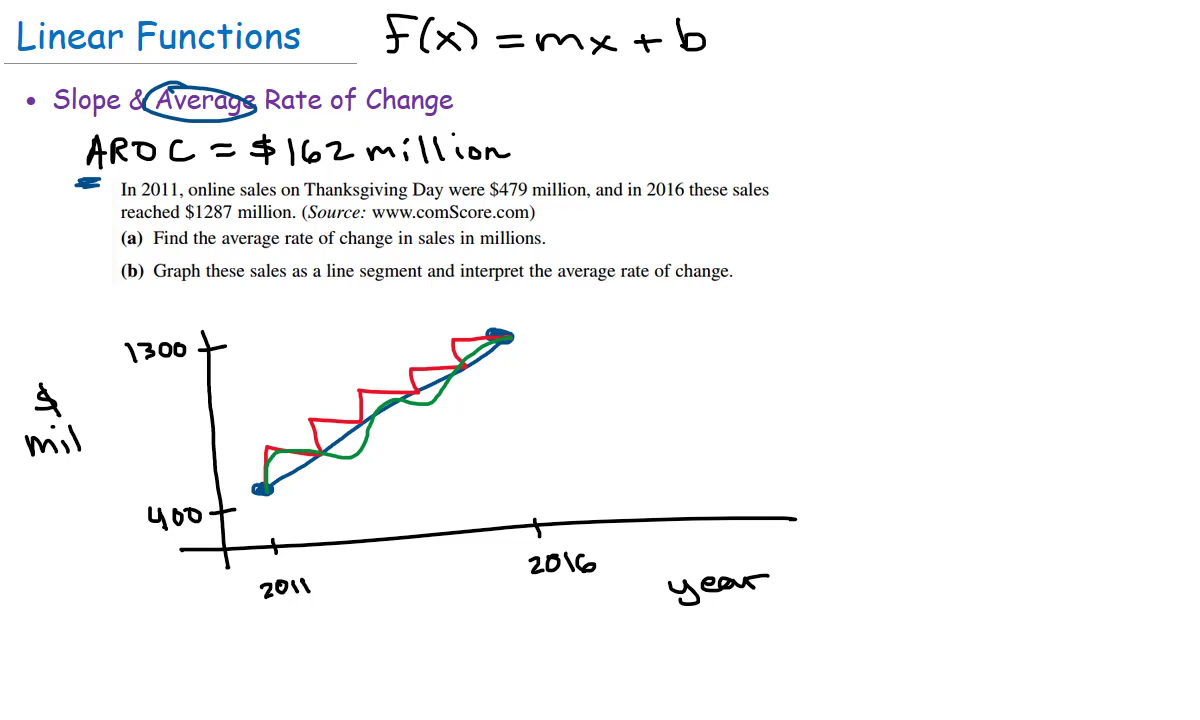 Linear Functions F(x) = mx + b
• Slope & Average Rate of Change
AROC = $162 million
In 2011, online sales on Thanksgiving Day were $479 million, and in 2016 these sales
reached $1287 million. (Source: www.comScore.com)
(a) Find the average rate of change in sales in millions.
(b) Graph these sales as a line segment and interpret the average rate of change.
1300
$
mil
400
2011
2016
year